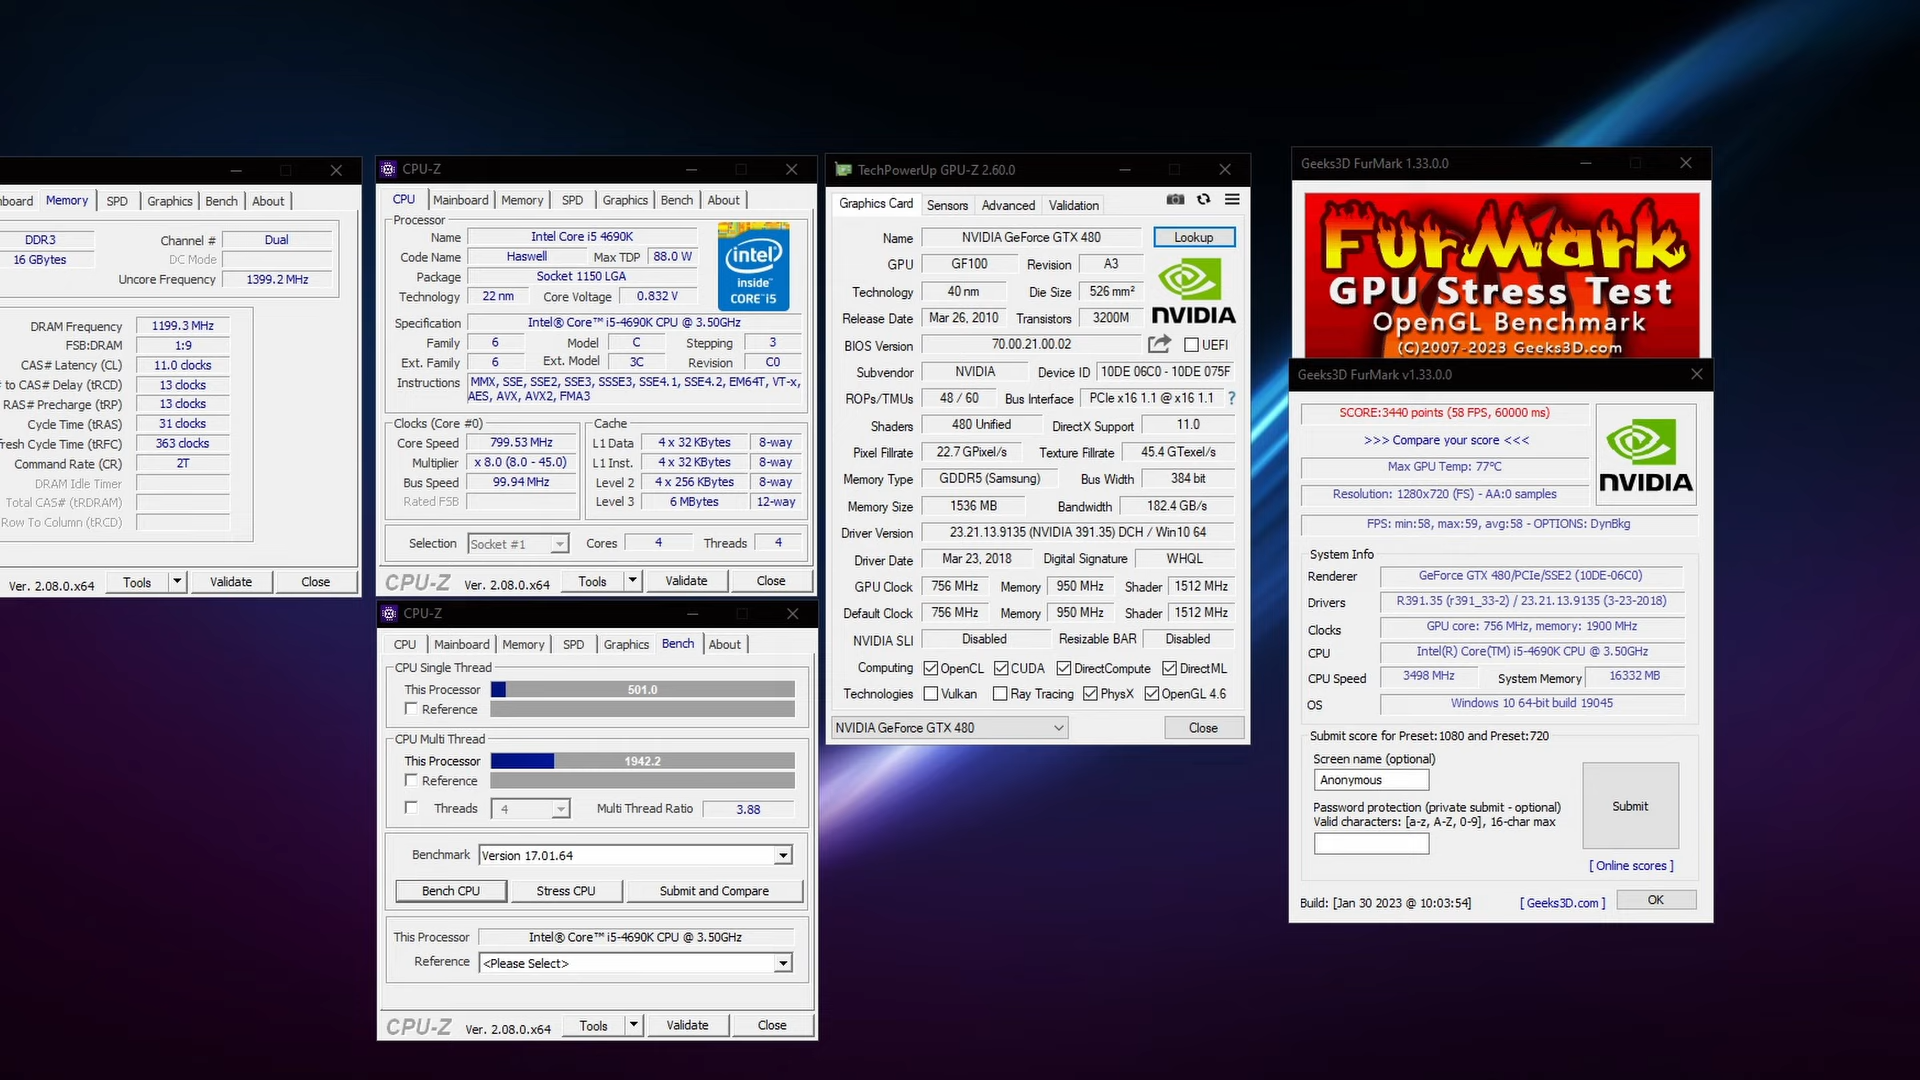 board Memory SPD Graphics Bench About
DDR3 Channel # Dual
16 GBytes DC Mode
Uncore Frequency 1399.2 MHz
DRAM Frequency 1199.3 MHz
FSB:DRAM 1:9
CAS# Latency (CL) 11.0 clocks
# to CAS# Delay (tRCD) 13 clocks
RAS# Precharge (tRP) 13 clocks
Cycle Time (tRAS) 31 clocks
fresh Cycle Time (tRFC) 363 clocks
Command Rate (CR) 2T
DRAM Idle Timer
Total CAS# (tRDRAM)
Row To Column (tRCD)
Ver. 2.08.0.x64 Tools Validate Close
CPU-Z
CPU Mainboard Memory SPD Graphics Bench About
Processor
Name Intel Core i5 4690K
Code Name Haswell Max TDP 88.0 W
Package Socket 1150 LGA
Technology 22 nm Core Voltage 0.832 V
intel inside™ CORE™ i5
Specification Intel® Core™ i5-4690K CPU @ 3.50GHz
Family 6 Model C Stepping 3
Ext. Family 6 Ext. Model 3C Revision C0
Instructions MMX, SSE, SSE2, SSE3, SSSE3, SSE4.1, SSE4.2, EM64T, VT-x,
AES, AVX, AVX2, FMA3
Clocks (Core #0) Cache
Core Speed 799.53 MHz L1 Data 4 x 32 KBytes 8-way
Multiplier x 8.0 (8.0 - 45.0) L1 Inst. 4 x 32 KBytes 8-way
Bus Speed 99.94 MHz Level 2 4 x 256 KBytes 8-way
Rated FSB Level 3 6 MBytes 12-way
Selection Socket #1 Cores 4 Threads 4
CPU-Z Ver. 2.08.0.x64 Tools Validate Close
CPU-Z
CPU Mainboard Memory SPD Graphics Bench About
CPU Single Thread
This Processor 501.0
Reference
CPU Multi Thread
This Processor 1942.2
Reference
Threads 4 Multi Thread Ratio 3.88
Benchmark Version 17.01.64
Bench CPU Stress CPU Submit and Compare
This Processor Intel® Core™ i5-4690K CPU @ 3.50GHz
Reference <Please Select>
CPU-Z Ver. 2.08.0.x64 Tools Validate Close
TechPowerUp GPU-Z 2.60.0
Graphics Card Sensors Advanced Validation
Name NVIDIA GeForce GTX 480 Lookup
GPU GF100 Revision A3
Technology 40 nm Die Size 526 mm²
Release Date Mar 26, 2010 Transistors 3200M
NVIDIA
BIOS Version 70.00.21.00.02 UEFI
Subvendor NVIDIA Device ID 10DE 06C0 - 10DE 075F
ROPs/TMUs 48 / 60 Bus Interface PCIe x16 1.1 @ x16 1.1 ?
Shaders 480 Unified DirectX Support 11.0
Pixel Fillrate 22.7 GPixel/s Texture Fillrate 45.4 GTexel/s
Memory Type GDDR5 (Samsung) Bus Width 384 bit
Memory Size 1536 MB Bandwidth 182.4 GB/s
Driver Version 23.21.13.9135 (NVIDIA 391.35) DCH / Win10 64
Driver Date Mar 23, 2018 Digital Signature WHQL
GPU Clock 756 MHz Memory 950 MHz Shader 1512 MHz
Default Clock 756 MHz Memory 950 MHz Shader 1512 MHz
NVIDIA SLI Disabled Resizable BAR Disabled
Computing OpenCL CUDA DirectCompute DirectML
Technologies Vulkan Ray Tracing PhysX OpenGL 4.6
NVIDIA GeForce GTX 480 Close
Geeks3D FurMark 1.33.0.0
FurMark
GPU Stress Test
OpenGL Benchmark
(C)2007-2023 Geeks3D.com
Geeks3D FurMark v1.33.0.0
SCORE:3440 points (58 FPS, 60000 ms)
>>> Compare your score <<<
Max GPU Temp: 77°C
NVIDIA
Resolution: 1280x720 (FS) - AA:0 samples
FPS: min:58, max:59, avg:58 - OPTIONS: DynBkg
System Info
Renderer GeForce GTX 480/PCIe/SSE2 (10DE-06C0)
Drivers R391.35 (r391_33-2) / 23.21.13.9135 (3-23-2018)
Clocks GPU core: 756 MHz, memory: 1900 MHz
CPU Intel(R) Core(TM) i5-4690K CPU @ 3.50GHz
CPU Speed 3498 MHz System Memory 16332 MB
OS Windows 10 64-bit build 19045
Submit score for Preset:1080 and Preset:720
Screen name (optional)
Anonymous
Password protection (private submit - optional)
Valid characters: [a-z, A-Z, 0-9], 16-char max
Submit
[ Online scores ]
Build: [Jan 30 2023 @ 10:03:54] [ Geeks3D.com ] OK